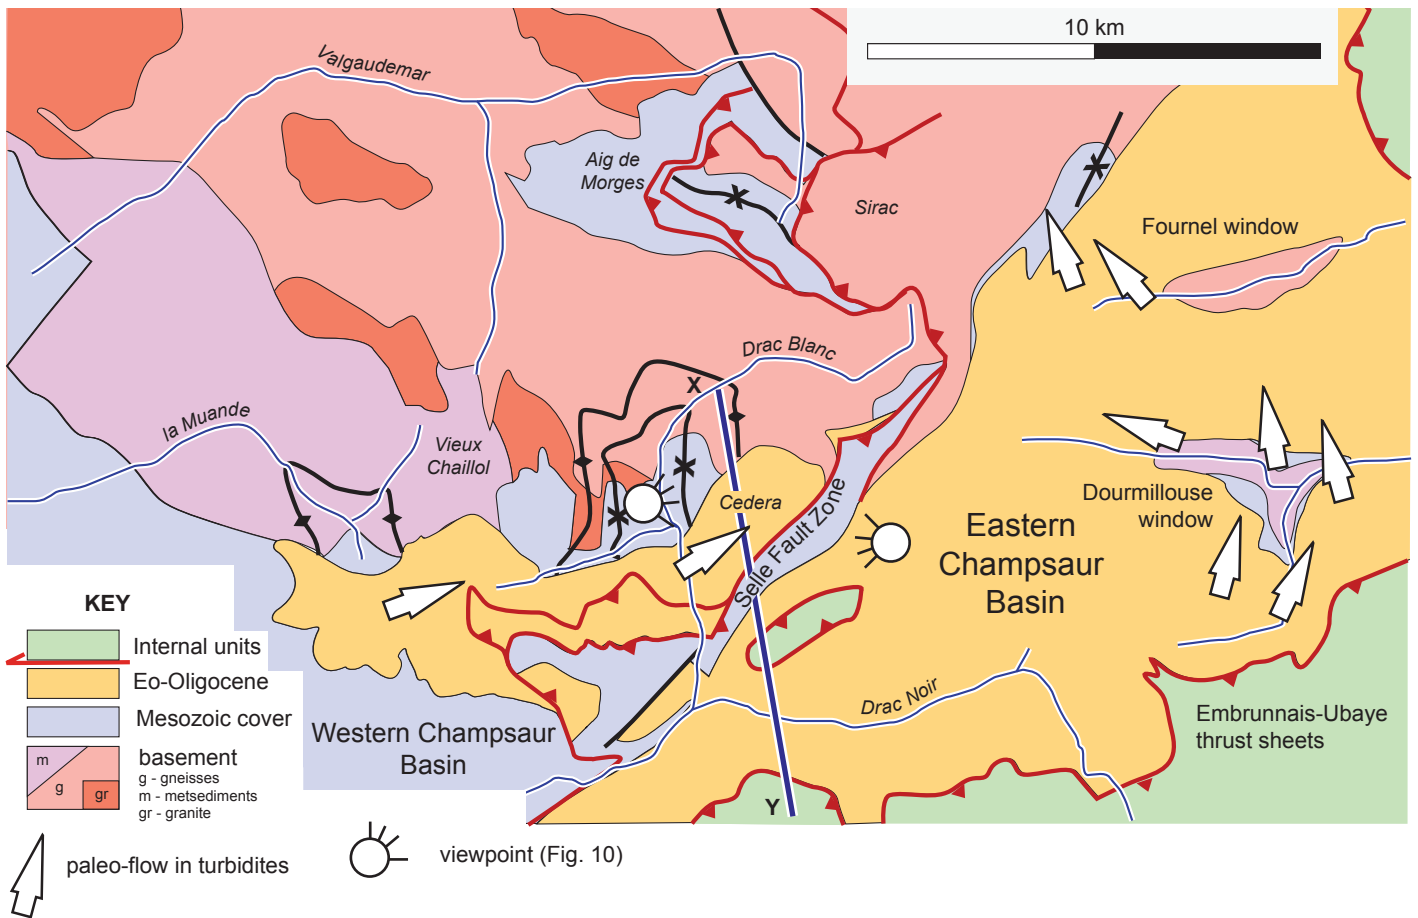 10 km
Valgaudemar
Aig de
Morges
Sirac
Fournel window
Drac Blanc
X
la Muande
Vieux
Chaillol
Cedera
Selle Fault Zone
Dourmillouse
window
Eastern
Champsaur
Basin
KEY
Internal units
Eo-Oligocene
Mesozoic cover
m
g
gr
basement
g - gneisses
m - metsediments
gr - granite
Western Champsaur
Basin
Drac Noir
Embrunnais-Ubaye
thrust sheets
Y
paleo-flow in turbidites
viewpoint (Fig. 10)